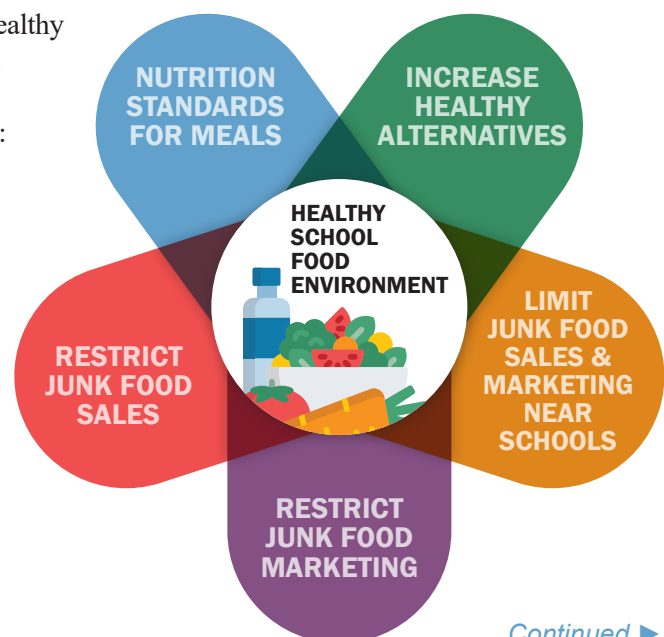 ealthy
:
NUTRITION
STANDARDS
FOR MEALS
INCREASE
HEALTHY
ALTERNATIVES
HEALTHY
SCHOOL
FOOD
ENVIRONMENT
RESTRICT
JUNK FOOD
SALES
LIMIT
JUNK FOOD
SALES &
MARKETING
NEAR
SCHOOLS
RESTRICT
JUNK FOOD
MARKETING
Continued ►